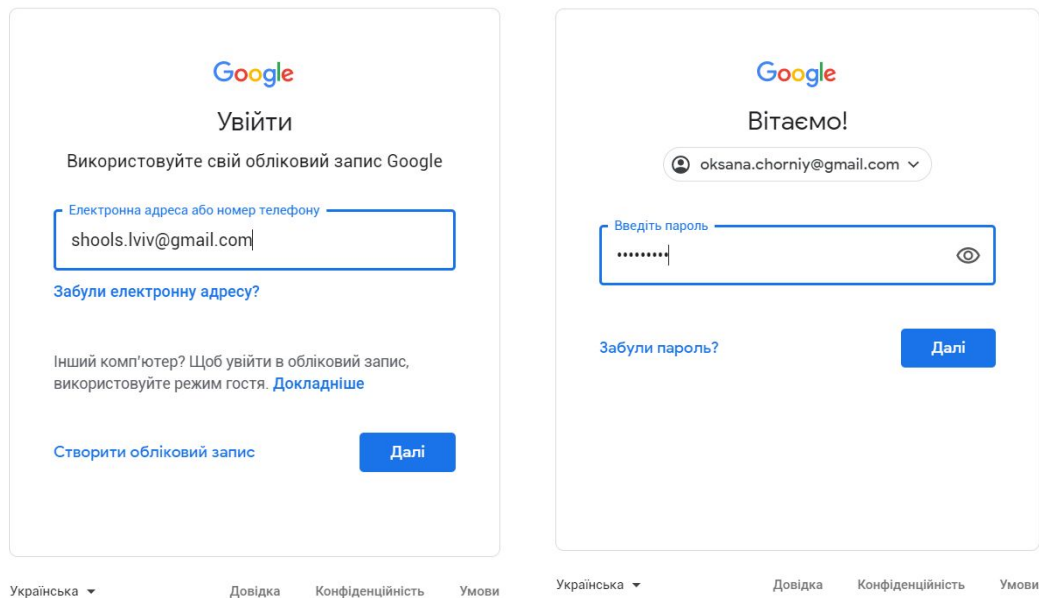 Google
Увійти
Використовуйте свій обліковий запис Google
Електронна адреса або номер телефону
shools.lviv@gmail.com
Забули електронну адресу?
Інший комп'ютер? Щоб увійти в обліковий запис,
використовуйте режим гостя. Докладніше
Створити обліковий запис
Далі
Українська
Довідка
Конфіденційність
Умови
Google
Вітаємо!
oksana.chorniy@gmail.com
Введіть пароль
•••••••••
Забули пароль?
Далі
Українська
Довідка
Конфіденційність
Умови